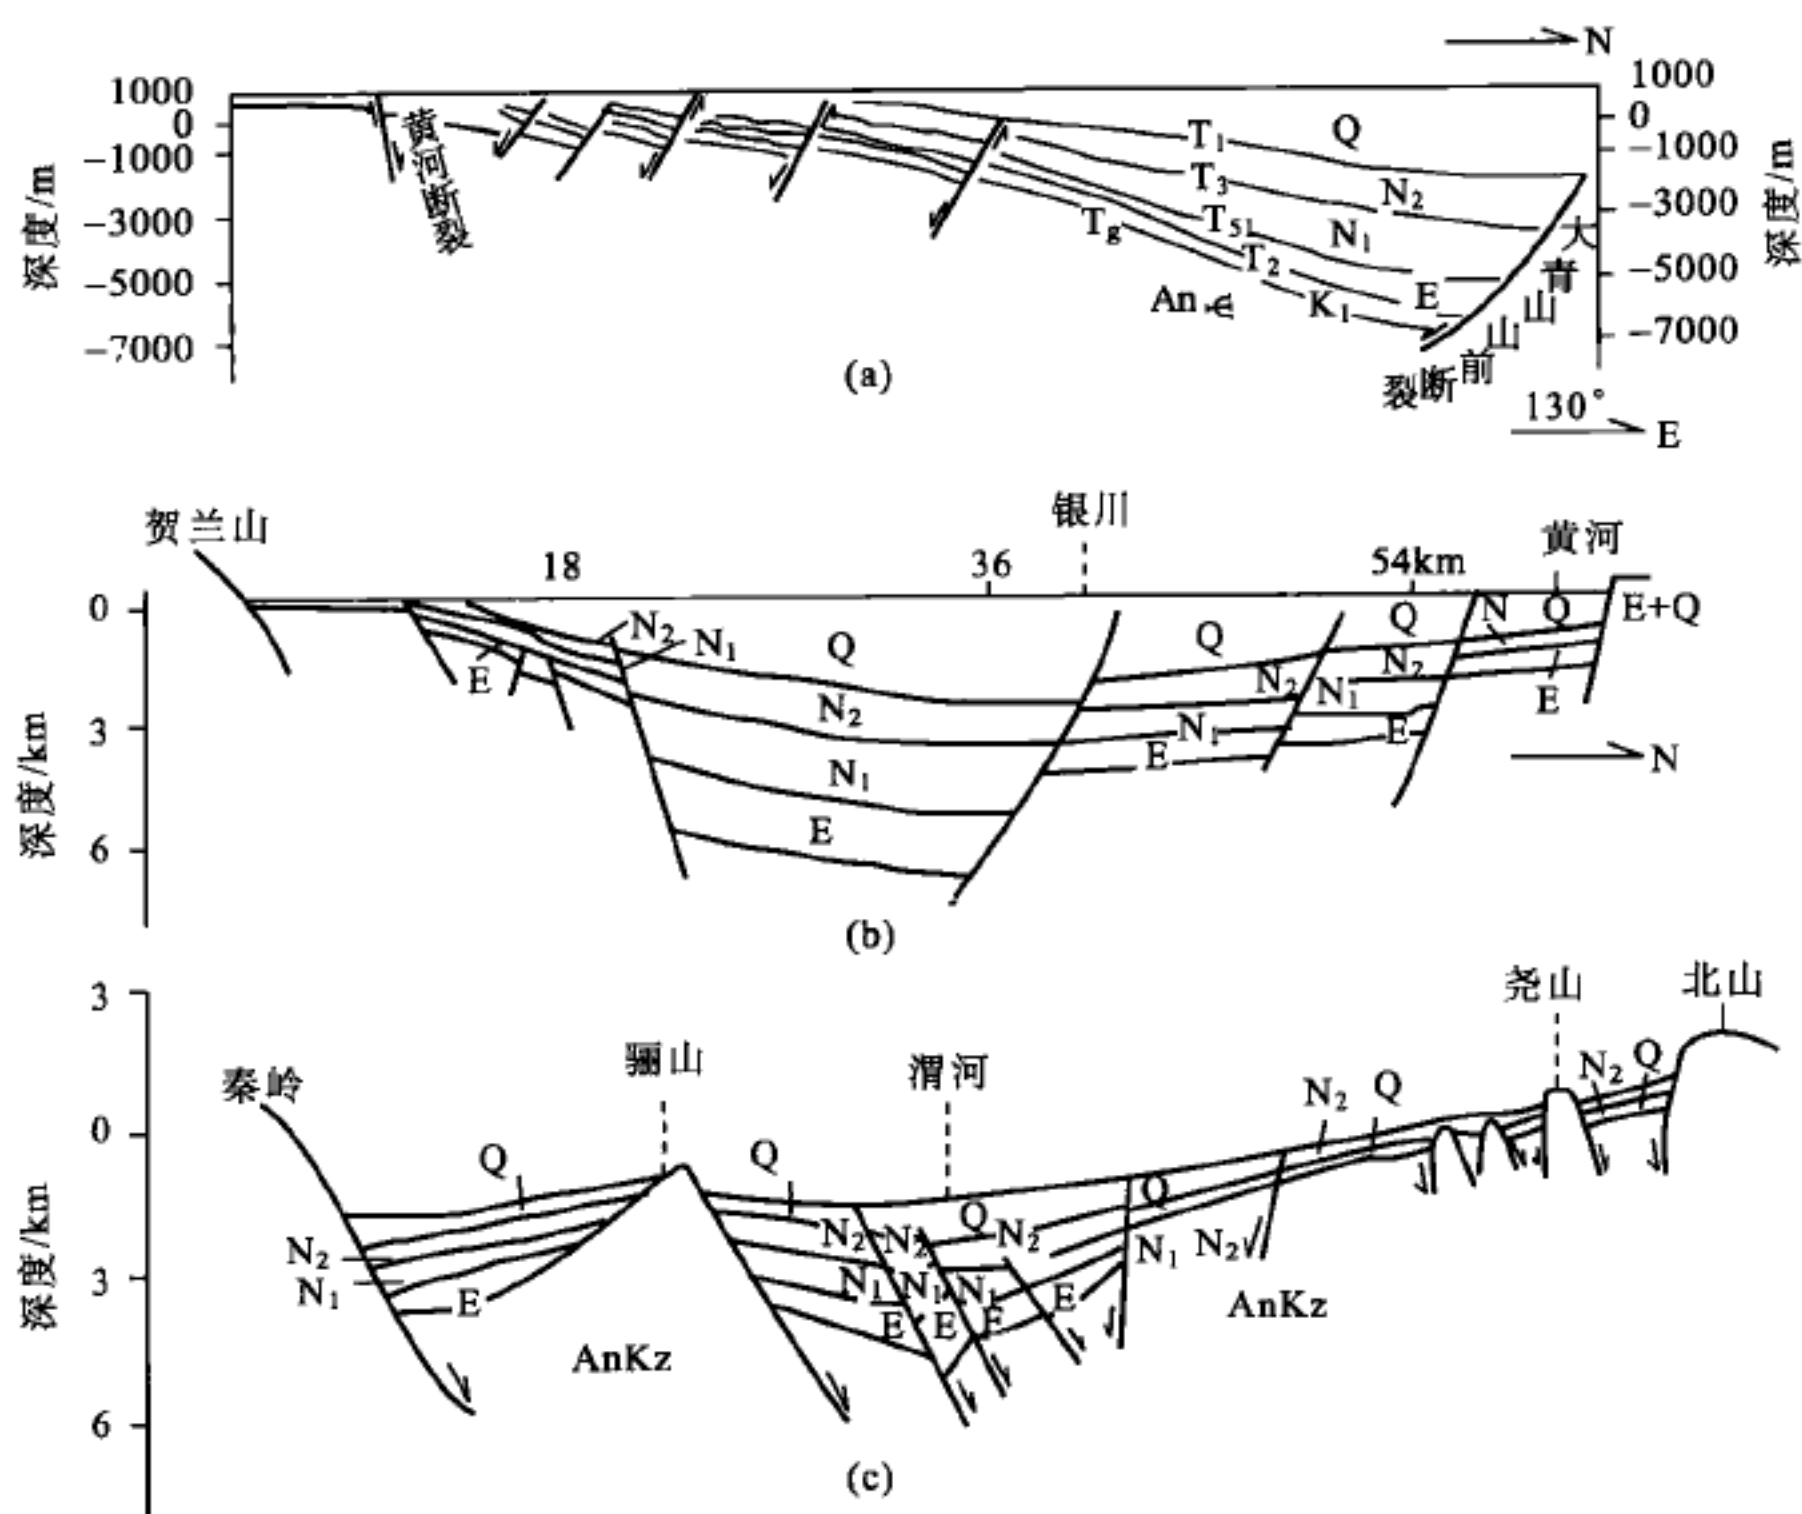 N
1000
0
−1000
−3000
−5000
−7000
深度/m
黄河断裂
T1
Q
T3
N2
T51
N1
Tg
T2
E
An∈
K1
大青山山前断裂
1000
0
−1000
−3000
−5000
−7000
深度/m
(a)
130°
E
贺兰山
银川
黄河
18
36
54km
0
3
6
深度/km
N2
N1
E
Q
N2
N1
E
Q
N2
N1
E
Q
N2
N1
E
N
Q
E
E+Q
N
(b)
3
0
3
6
深度/km
秦岭
骊山
渭河
尧山
北山
Q
N2
N1
E
AnKz
Q
N2
N1
E
N2
N1
E
Q
N2
N1
E
E
Q
N1
N2
N2
Q
N2
Q
AnKz
(c)